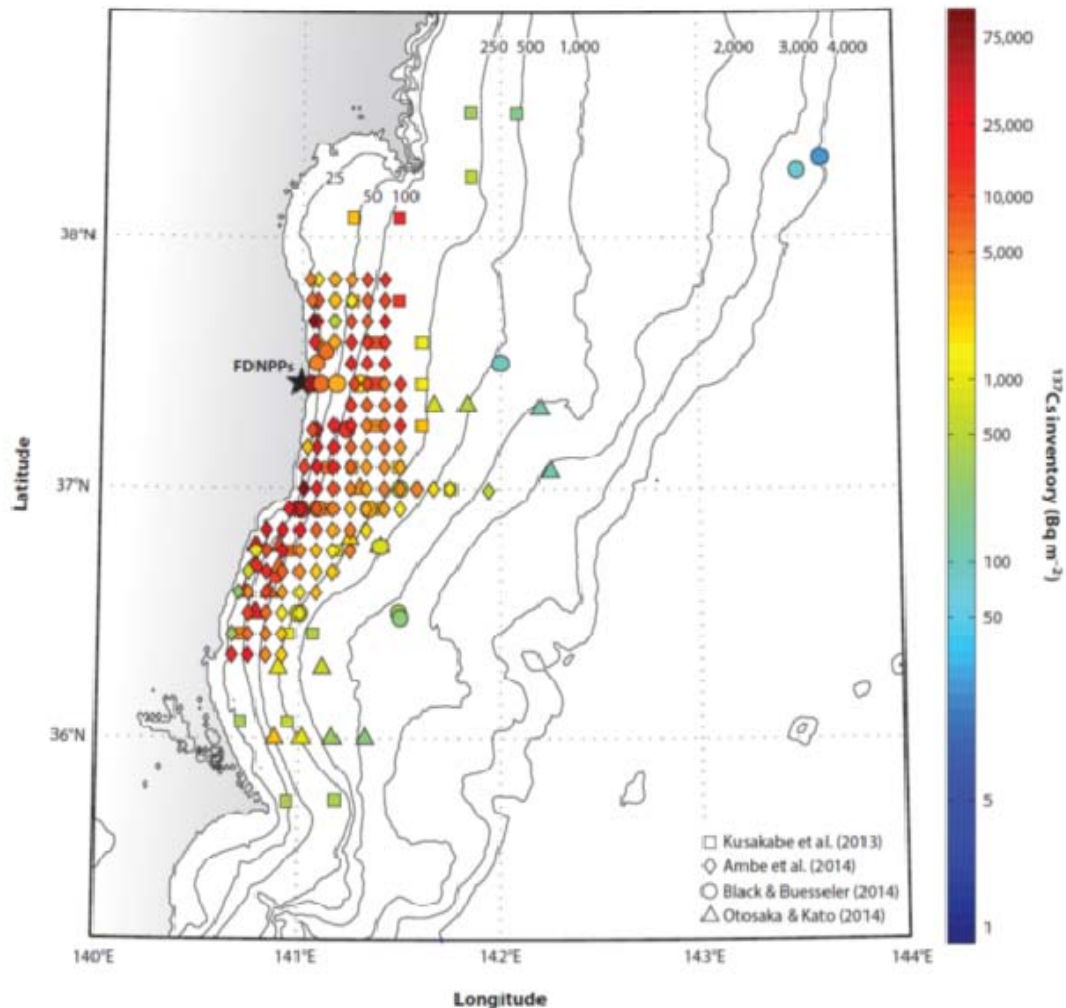 250 500 1,000 2,000 3,000 4,000
75,000
25,000
25
10,000
50 100
38°N
5,000
FDNPPs
1,000
500
37°N
100
50
36°N
5
1
Latitude
¹³⁷Cs inventory (Bq m⁻²)
Kusakabe et al. (2013)
Ambe et al. (2014)
Black & Buesseler (2014)
Otosaka & Kato (2014)
140°E 141°E 142°E 143°E 144°E
Longitude